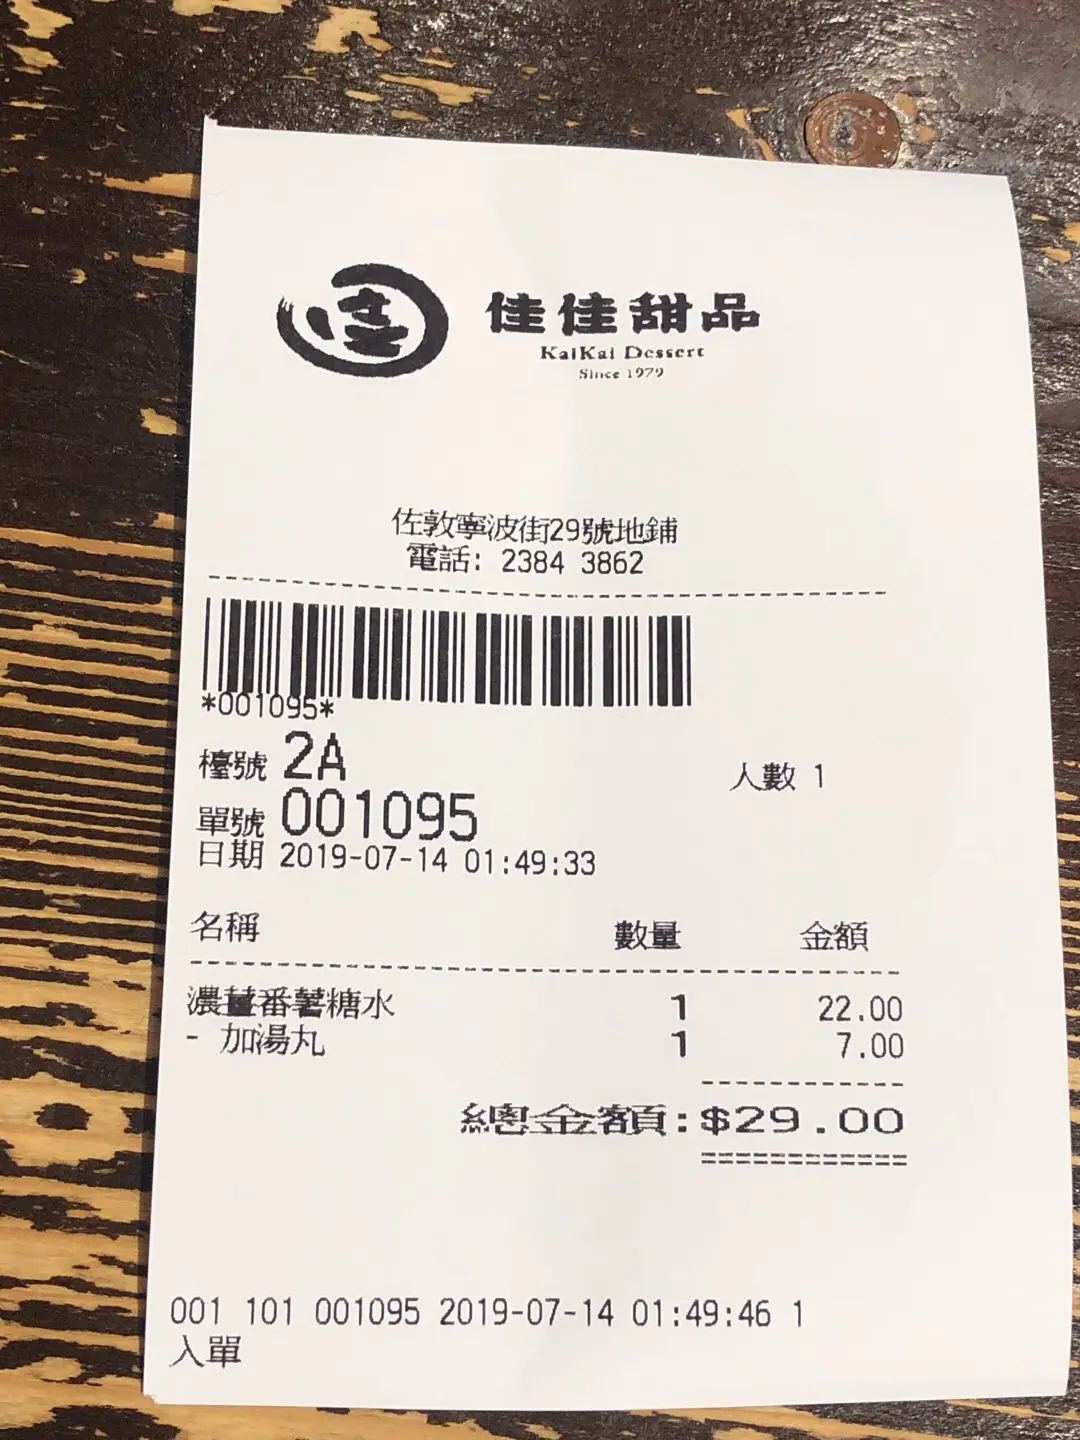 佳
佳佳甜品
KaiKai Dessert
Since 1979
佐敦寧波街29號地鋪
電話: 2384 3862
*001095*
檯號 2A 人數 1
單號 001095
日期 2019-07-14 01:49:33
名稱 數量 金額
濃薑番薯糖水 1 22.00
- 加湯丸 1 7.00
總金額:$29.00
001 101 001095 2019-07-14 01:49:46 1
入單